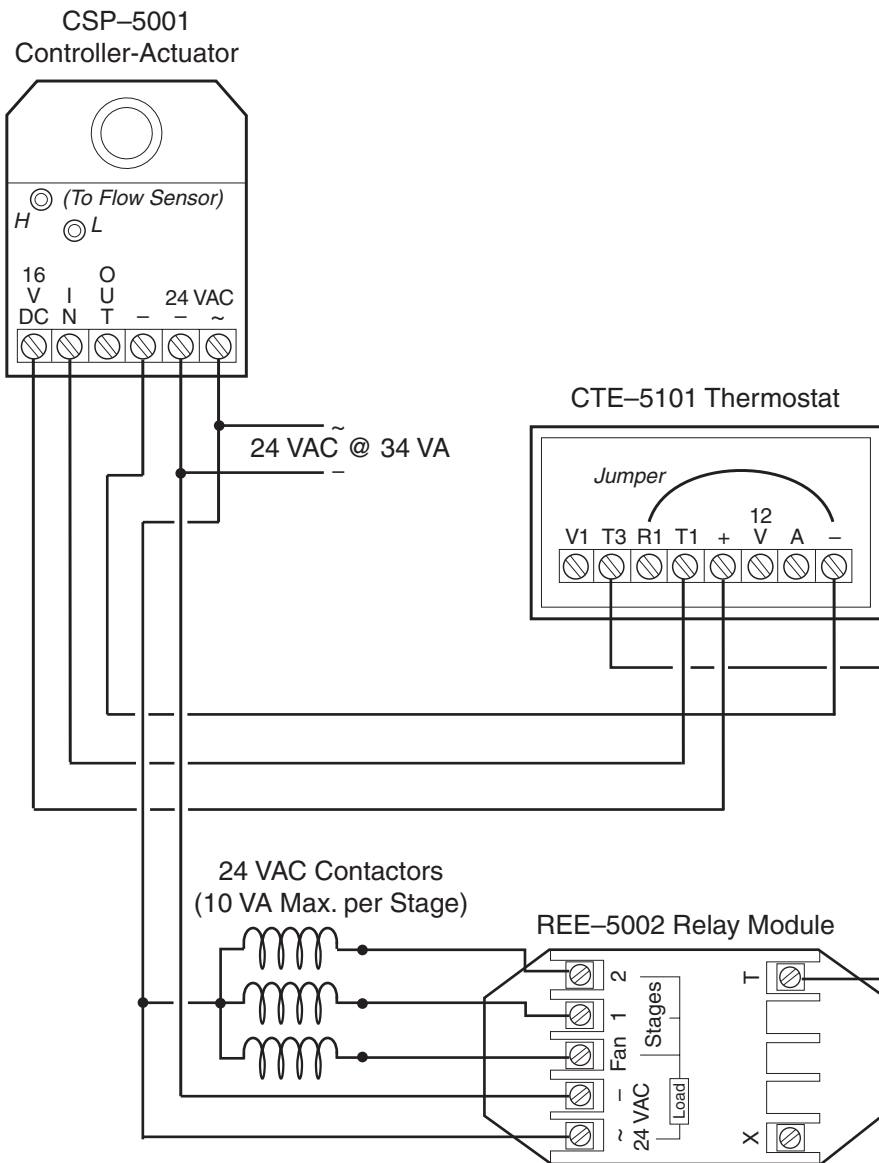 CSP–5001
Controller-Actuator
(To Flow Sensor)
H
L
16 V DC
IN
OUT
–
24 VAC
– ~
~
24 VAC @ 34 VA
–
CTE–5101 Thermostat
Jumper
V1 T3 R1 T1 + 12 V A –
24 VAC Contactors
(10 VA Max. per Stage)
REE–5002 Relay Module
2
1
Fan
Stages
–
~
24 VAC
Load
T
X